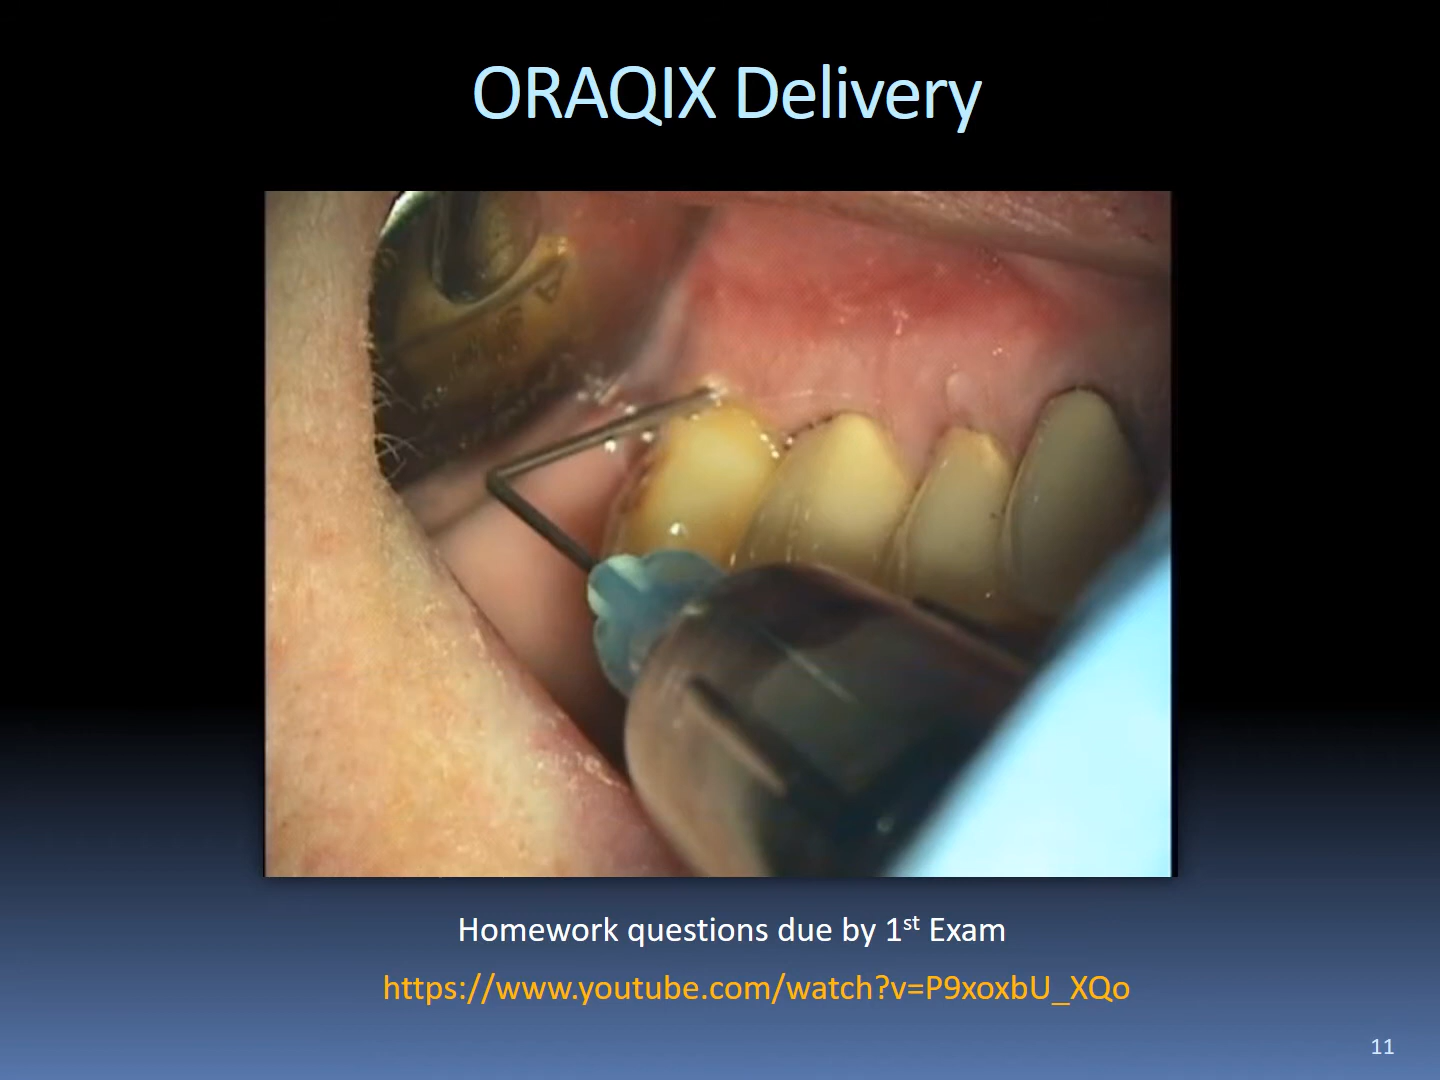 ORAQIX Delivery
Homework questions due by 1st Exam
https://www.youtube.com/watch?v=P9xoxbU_XQo
11